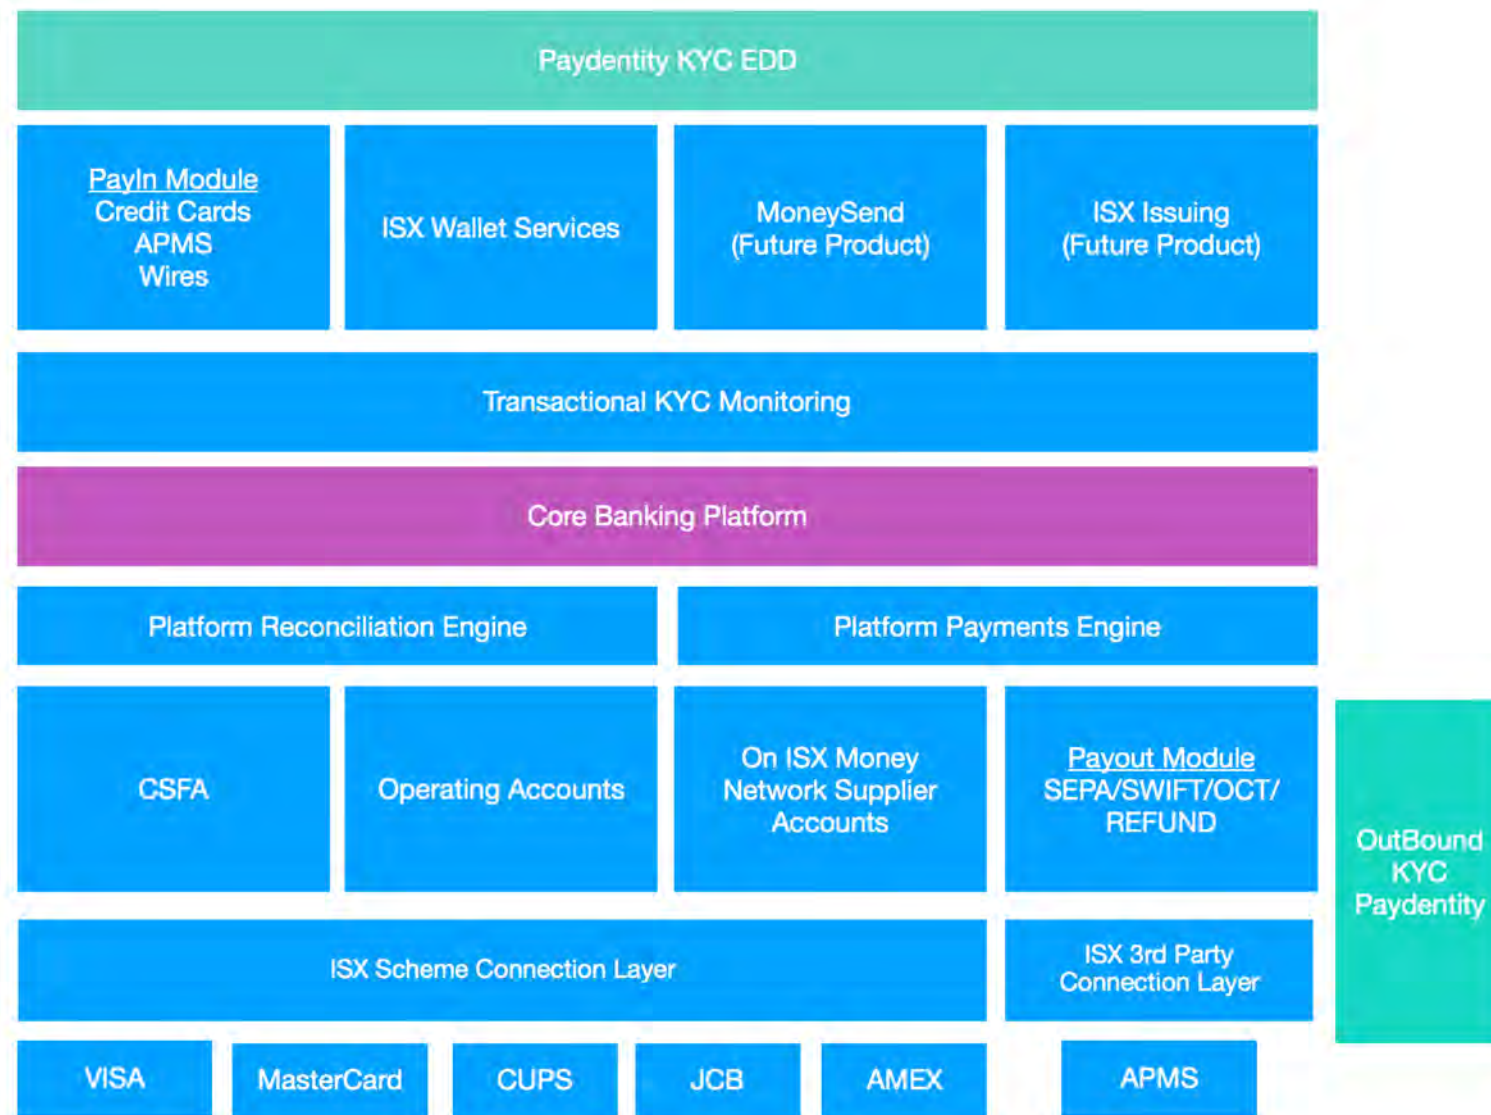 Paydentity KYC EDD
PayIn Module
Credit Cards
APMS
Wires
ISX Wallet Services
MoneySend
(Future Product)
ISX Issuing
(Future Product)
Transactional KYC Monitoring
Core Banking Platform
Platform Reconciliation Engine
Platform Payments Engine
CSFA
Operating Accounts
On ISX Money
Network Supplier
Accounts
Payout Module
SEPA/SWIFT/OCT/
REFUND
OutBound
KYC
Paydentity
ISX Scheme Connection Layer
ISX 3rd Party
Connection Layer
VISA
MasterCard
CUPS
JCB
AMEX
APMS